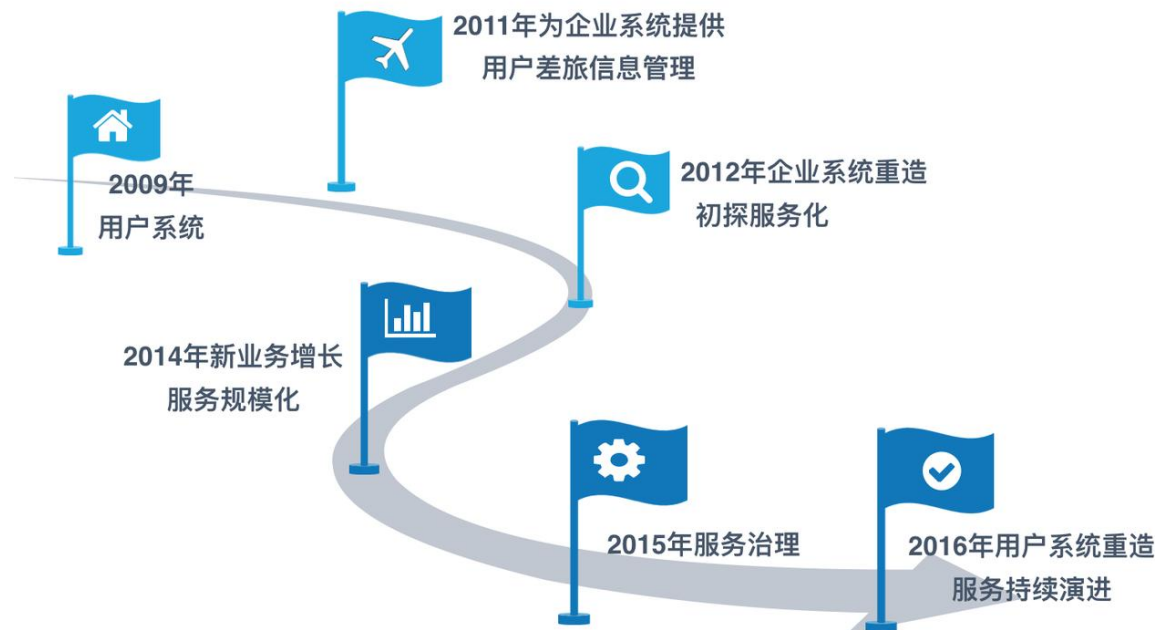 2009年
用户系统
2011年为企业系统提供
用户差旅信息管理
2012年企业系统重造
初探服务化
2014年新业务增长
服务规模化
2015年服务治理
2016年用户系统重造
服务持续演进